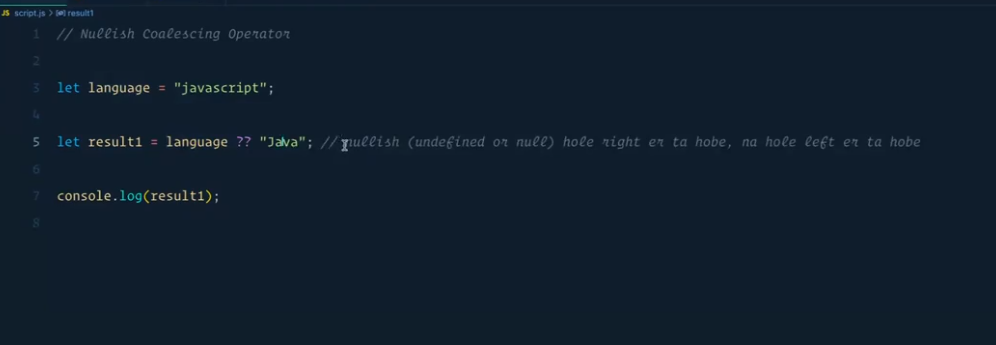 JS script.js > result1
1 // Nullish Coalescing Operator
2
3 let language = "javascript";
4
5 let result1 = language ?? "Java"; // nullish (undefined or null) hole right er ta hobe, na hole left er ta hobe
6
7 console.log(result1);
8